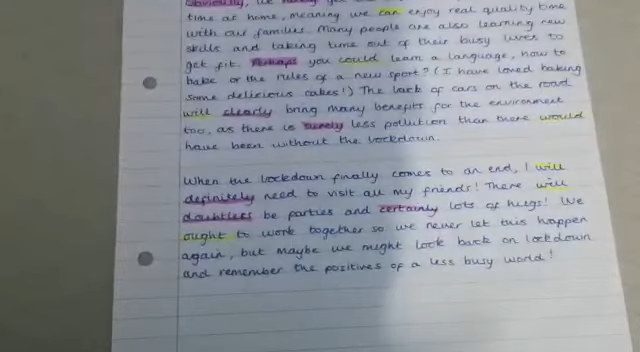 Obviously, we
time at home, meaning we can enjoy real quality time
with our families. Many people are also learning new
skills and taking time out of their busy lives to
get fit. Perhaps you could learn a language, how to
bake or the rules of a new sport? (I have loved baking
some delicious cakes!) The lack of cars on the road
will clearly bring many benefits for the environment
too, as there is surely less pollution than there would
have been without the lockdown.
When the lockdown finally comes to an end, I will
definitely need to visit all my friends! There will
doubtless be parties and certainly lots of hugs! We
ought to work together so we never let this happen
again, but maybe we might look back on lockdown
and remember the positives of a less busy world!